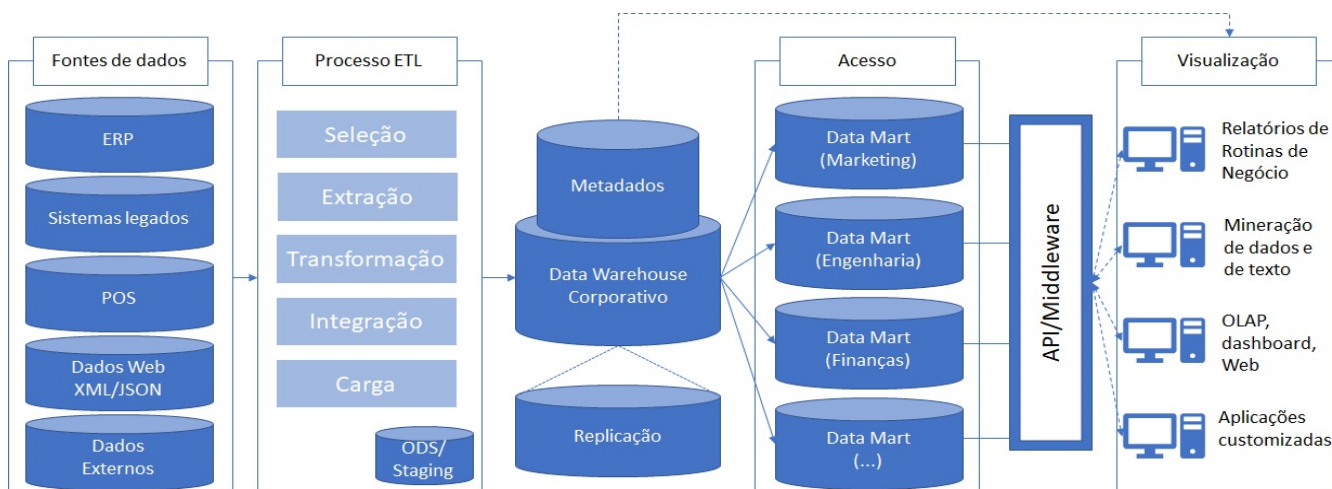 Fontes de dados
ERP
Sistemas legados
POS
Dados Web
XML/JSON
Dados
Externos
Processo ETL
Seleção
Extração
Transformação
Integração
Carga
ODS/
Staging
Metadados
Data Warehouse
Corporativo
Replicação
Acesso
Data Mart
(Marketing)
Data Mart
(Engenharia)
Data Mart
(Finanças)
Data Mart
(...)
API/Middleware
Visualização
Relatórios de
Rotinas de
Negócio
Mineração
de dados e
de texto
OLAP,
dashboard,
Web
Aplicações
customizadas